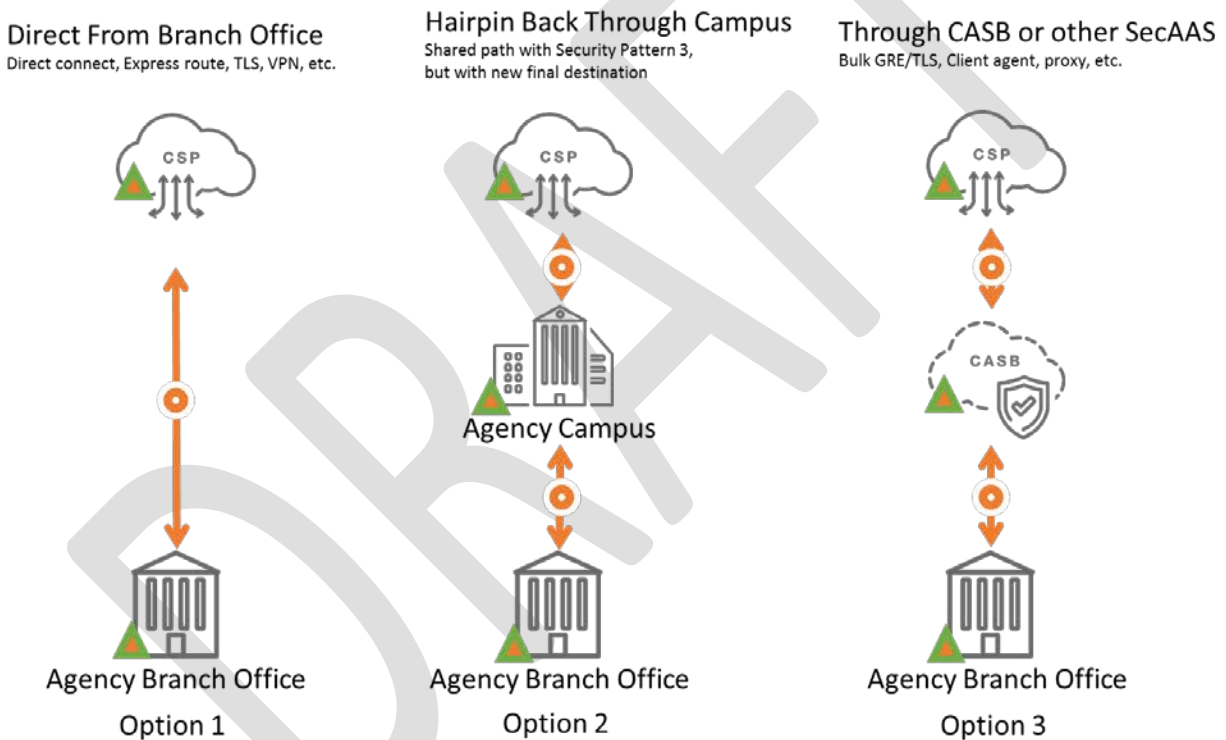 Direct From Branch Office
Direct connect, Express route, TLS, VPN, etc.
CSP
Agency Branch Office
Option 1
Hairpin Back Through Campus
Shared path with Security Pattern 3,
but with new final destination
CSP
Agency Campus
Agency Branch Office
Option 2
Through CASB or other SecAAS
Bulk GRE/TLS, Client agent, proxy, etc.
CSP
CASB
Agency Branch Office
Option 3
DRAFT